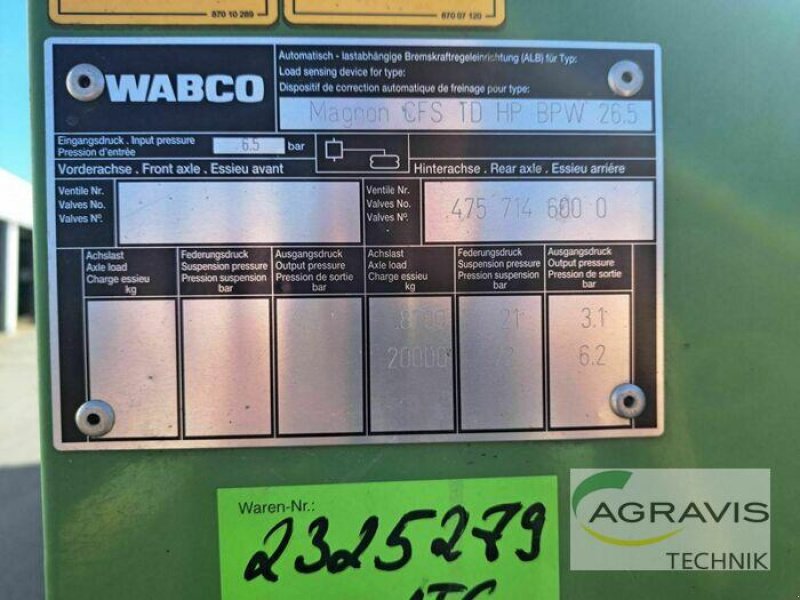 870 10 289
870 07 120
WABCO
Automatisch - lastabhängige Bremskraftregeleinrichtung (ALB) für Typ:
Load sensing device for type:
Dispositif de correction automatique de freinage pour type:
Magnon CFS TD HP BPW 26.5
Eingangsdruck . Input pressure
Pression d'entrée
6.5 bar
Vorderachse . Front axle . Essieu avant
Hinterachse . Rear axle . Essieu arriére
Ventile Nr.
Valves No.
Valves Nº.
Ventile Nr.
Valves No.
Valves Nº.
475 714 600 0
Achslast
Axle load
Charge essieu
kg
Federungsdruck
Suspension pressure
Pression suspension
bar
Ausgangsdruck
Output pressure
Pression de sortie
bar
Achslast
Axle load
Charge essieu
kg
Federungsdruck
Suspension pressure
Pression suspension
bar
Ausgangsdruck
Output pressure
Pression de sortie
bar
21 3.1
20000 6.2
Waren-Nr.:
2325279
AGRAVIS
TECHNIK